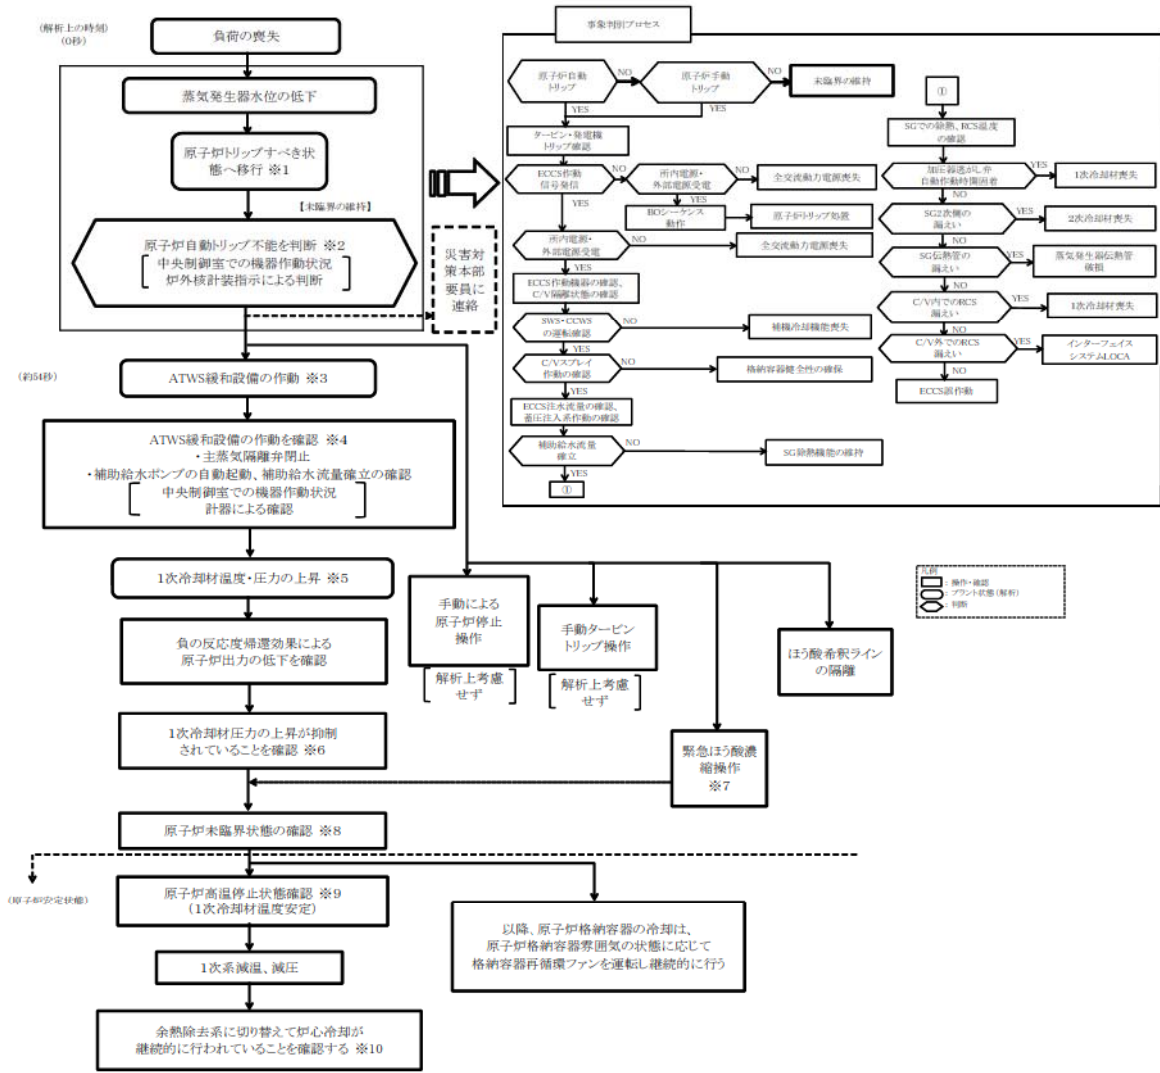 (解析上の時刻)
(0秒)
負荷の喪失
蒸気発生器水位の低下
原子炉トリップすべき状
態へ移行 ※1
【未臨界の維持】
原子炉自動トリップ不能を判断 ※2
中央制御室での機器作動状況
炉外核計装指示による判断
災害対
策本部
要員に
連絡
(約54秒)
ATWS緩和設備の作動 ※3
ATWS緩和設備の作動を確認 ※4
・主蒸気隔離弁閉止
・補助給水ポンプの自動起動、補助給水流量確立の確認
中央制御室での機器作動状況
計器による確認
1次冷却材温度・圧力の上昇 ※5
負の反応度帰還効果による
原子炉出力の低下を確認
1次冷却材圧力の上昇が抑制
されていることを確認 ※6
原子炉未臨界状態の確認 ※8
(原子炉安定状態)
原子炉高温停止状態確認 ※9
(1次冷却材温度安定)
1次系減温、減圧
余熱除去系に切り替えて炉心冷却が
継続的に行われていることを確認する ※10
手動による
原子炉停止
操作
解析上考慮
せず
手動タービン
トリップ操作
解析上考慮
せず
緊急ほう酸濃
縮操作
※7
ほう酸希釈ライン
の隔離
以降、原子炉格納容器の冷却は、
原子炉格納容器雰囲気の状態に応じて
格納容器再循環ファンを運転し継続的に行う
事象判別プロセス
原子炉自動
トリップ
NO
原子炉手動
トリップ
NO
未臨界の維持
YES
YES
タービン・発電機
トリップ確認
ECCS作動
信号発信
NO
所内電源・
外部電源受電
NO
全交流動力電源喪失
YES
YES
BOシーケンス
動作
原子炉トリップ処置
所内電源・
外部電源受電
NO
全交流動力電源喪失
YES
ECCS作動機器の確認、
C/V隔離状態の確認
SWS・CCWS
の運転確認
NO
補機冷却機能喪失
YES
C/Vスプレイ
作動の確認
NO
格納容器健全性の確保
YES
ECCS注水流量の確認、
蓄圧注入系作動の確認
補助給水流量
確立
NO
SG除熱機能の維持
YES
①
①
SGでの除熱、RCS温度
の確認
加圧器逃がし弁
自動作動時開固着
YES
1次冷却材喪失
NO
SG2次側の
漏えい
YES
2次冷却材喪失
NO
SG伝熱管の
漏えい
YES
蒸気発生器伝熱管
破損
NO
C/V内でのRCS
漏えい
YES
1次冷却材喪失
NO
C/V外でのRCS
漏えい
YES
インターフェイス
システムLOCA
NO
ECCS誤作動
凡例
: 操作・確認
: プラント状態(解析)
: 判断